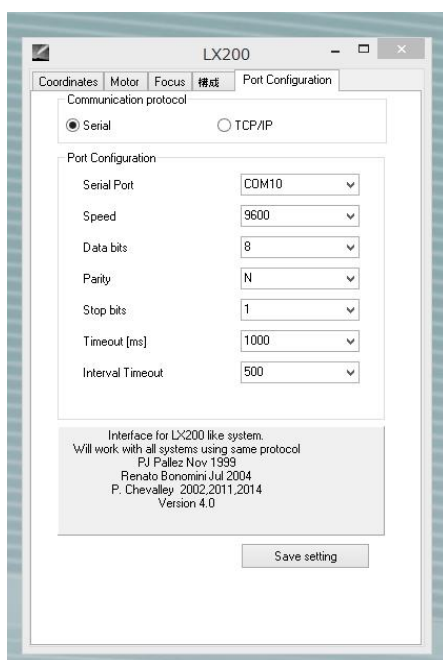 LX200
Coordinates Motor Focus 構成 Port Configuration
Communication protocol
Serial TCP/IP
Port Configuration
Serial Port COM10
Speed 9600
Data bits 8
Parity N
Stop bits 1
Timeout [ms] 1000
Interval Timeout 500
Interface for LX200 like system.
Will work with all systems using same protocol
PJ Pallez Nov 1999
Renato Bonomini Jul 2004
P. Chevalley 2002,2011,2014
Version 4.0
Save setting